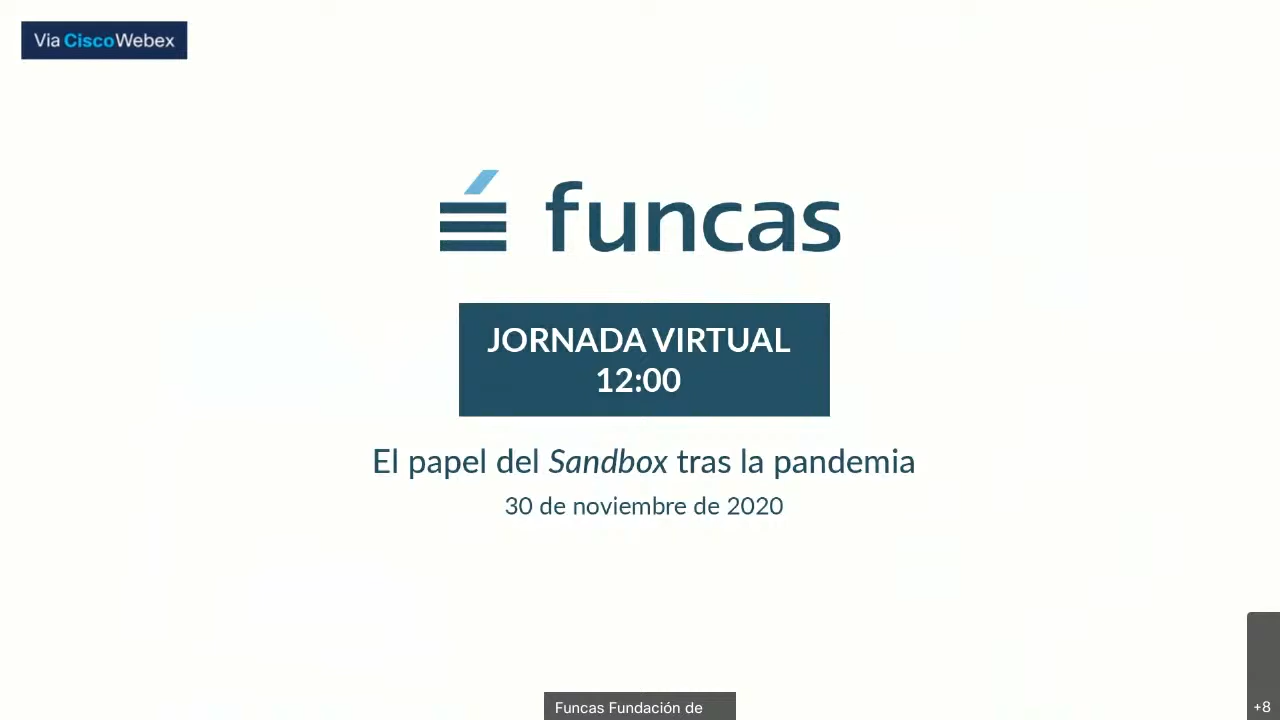 Via CiscoWebex
funcas
JORNADA VIRTUAL
12:00
El papel del Sandbox tras la pandemia
30 de noviembre de 2020
Funcas Fundación de
+8